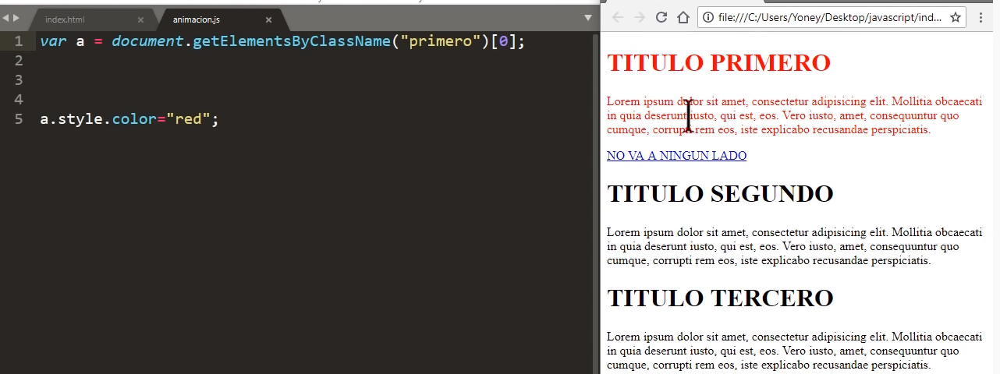 index.html
animacion.js
1 var a = document.getElementsByClassName("primero")[0];
2
3
4
5 a.style.color="red";
file:///C:/Users/Yoney/Desktop/javascript/ind...
TITULO PRIMERO
Lorem ipsum dolor sit amet, consectetur adipisicing elit. Mollitia obcaecati
in quia deserunt iusto, qui est, eos. Vero iusto, amet, consequuntur quo
cumque, corrupti rem eos, iste explicabo recusandae perspiciatis.
NO VA A NINGUN LADO
TITULO SEGUNDO
Lorem ipsum dolor sit amet, consectetur adipisicing elit. Mollitia obcaecati
in quia deserunt iusto, qui est, eos. Vero iusto, amet, consequuntur quo
cumque, corrupti rem eos, iste explicabo recusandae perspiciatis.
TITULO TERCERO
Lorem ipsum dolor sit amet, consectetur adipisicing elit. Mollitia obcaecati
in quia deserunt iusto, qui est, eos. Vero iusto, amet, consequuntur quo
cumque, corrupti rem eos, iste explicabo recusandae perspiciatis.